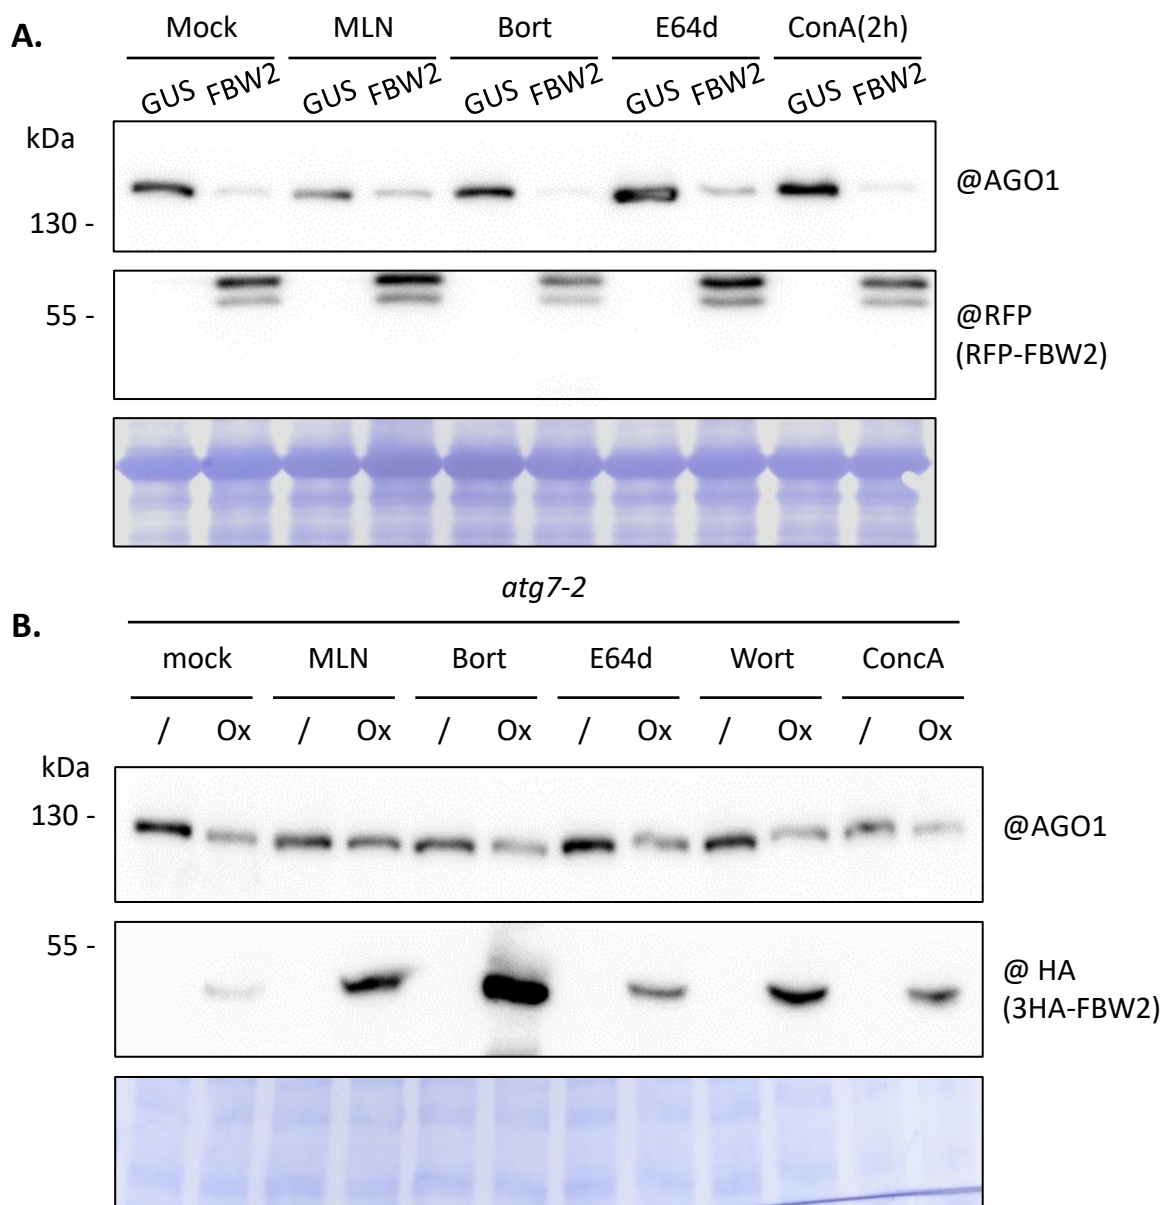 A.
Mock MLN Bort E64d ConA(2h)
GUS FBW2 GUS FBW2 GUS FBW2 GUS FBW2 GUS FBW2
kDa
@AGO1
130 -
55 -
@RFP
(RFP-FBW2)
atg7-2
B.
mock MLN Bort E64d Wort ConcA
/ Ox / Ox / Ox / Ox / Ox / Ox
kDa
130 -
@AGO1
55 -
@ HA
(3HA-FBW2)